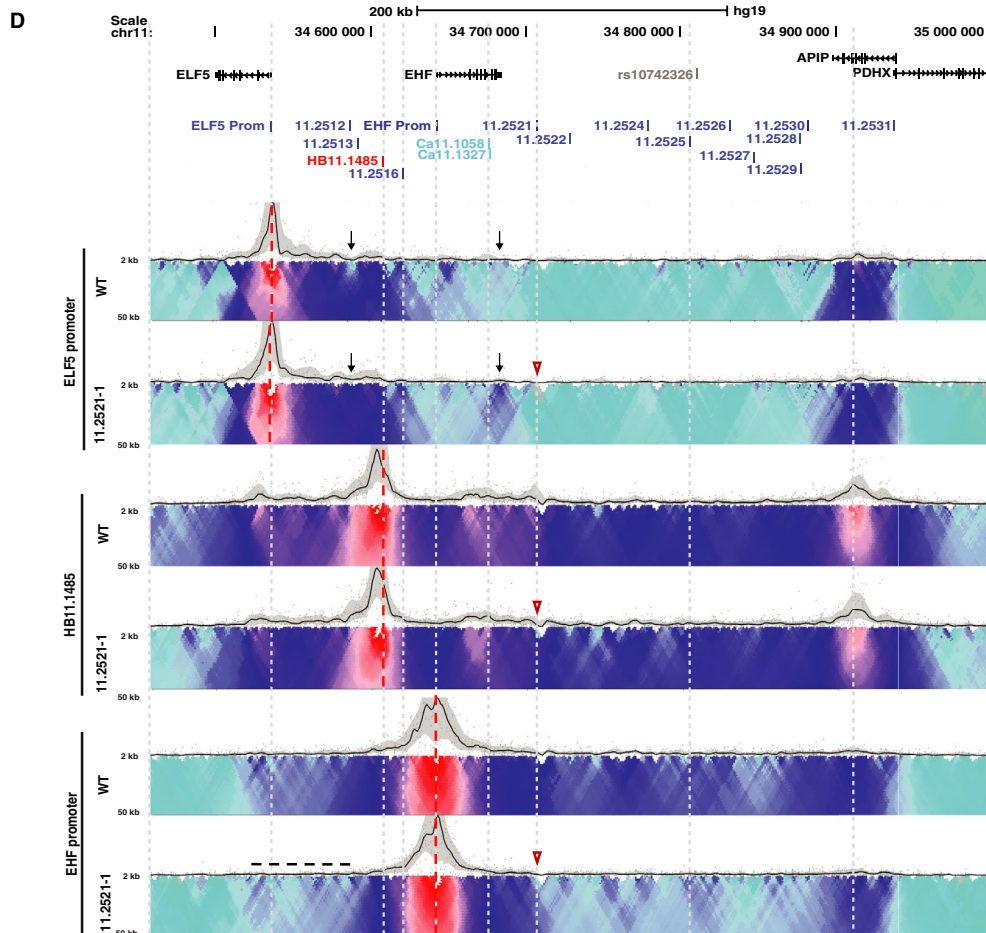 D
200 kb hg19
Scale
chr11: 34 600 000 34 700 000 34 800 000 34 900 000 35 000 000
APIP
ELF5 EHF rs10742326 PDHX
ELF5 Prom 11.2512 EHF Prom 11.2521 11.2524 11.2526 11.2530 11.2531
11.2513 Ca11.1058 11.2522 11.2525 11.2528
HB11.1485 Ca11.1327 11.2527
11.2516 11.2529
ELF5 promoter
WT
2 kb
50 kb
11.2521-1
2 kb
50 kb
HB11.1485
WT
2 kb
50 kb
11.2521-1
2 kb
50 kb
EHF promoter
WT
2 kb
50 kb
11.2521-1
2 kb
50 kb